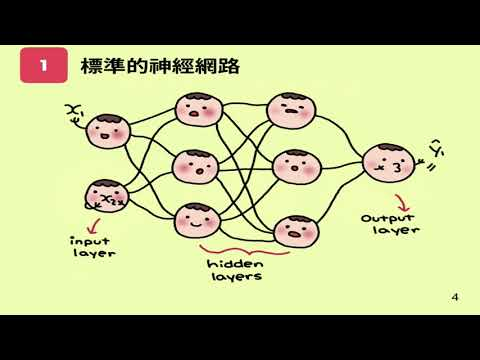 1
標準的神經網路
x₁
x₂
input
layer
hidden
layers
output
layer
4